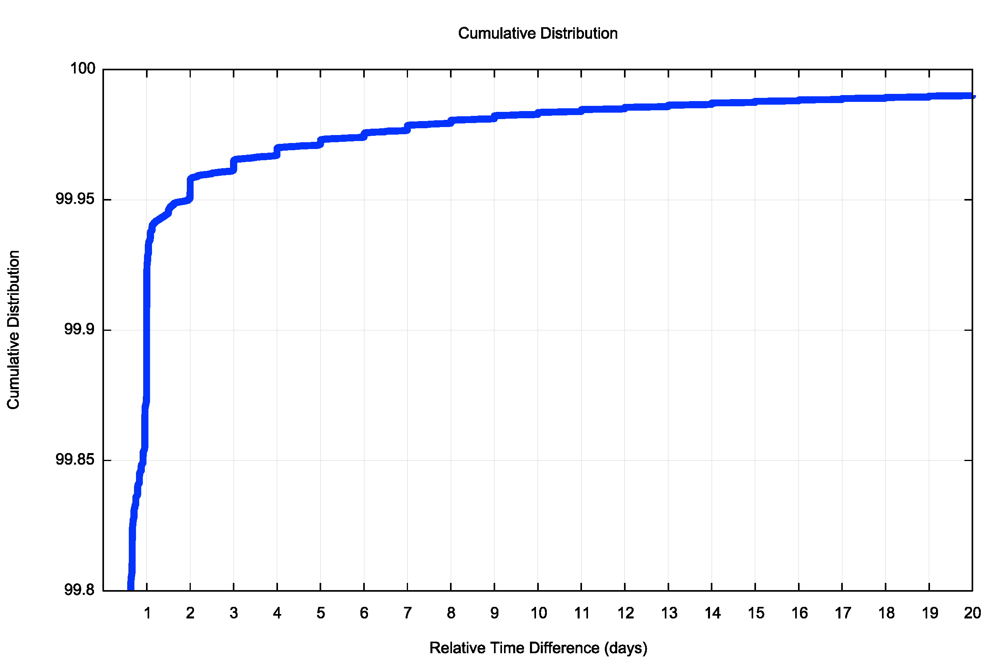 Cumulative Distribution
100
99.95
99.9
99.85
99.8
Cumulative Distribution
1 2 3 4 5 6 7 8 9 10 11 12 13 14 15 16 17 18 19 20
Relative Time Difference (days)